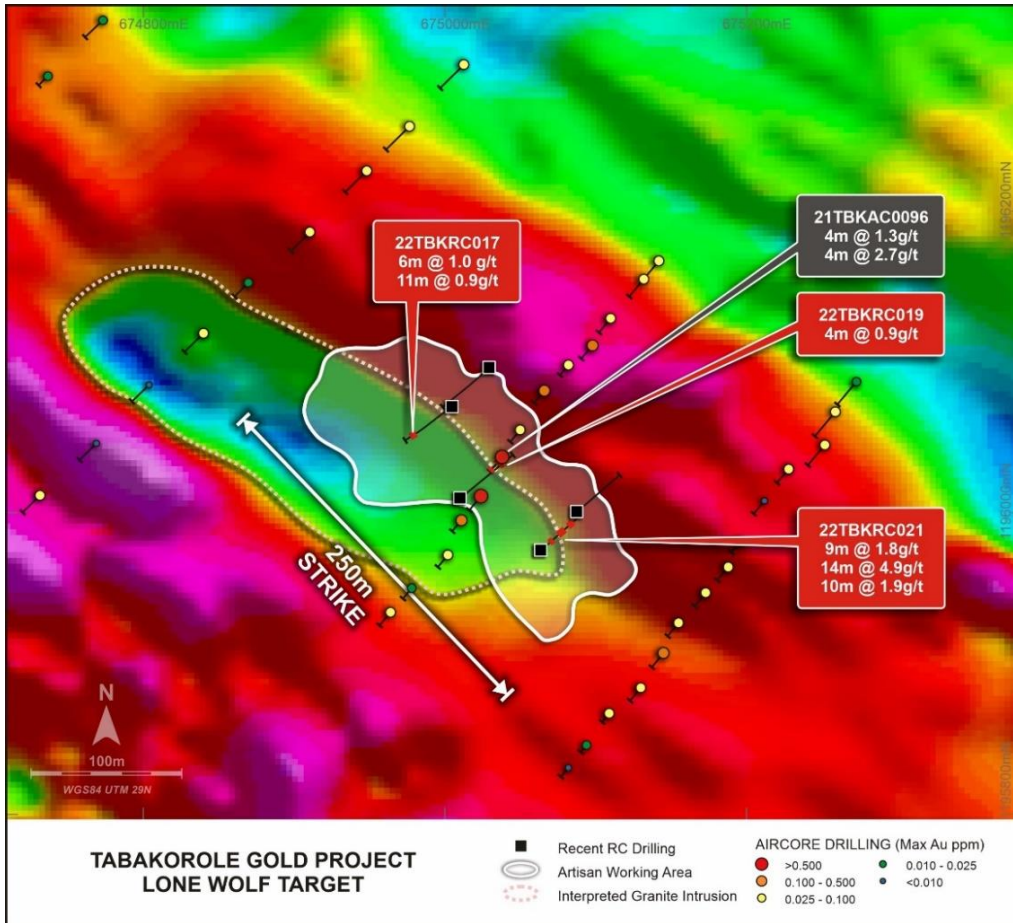 674800mE
675000mE
675200mE
1196200mN
1196000mN
1195800mN
21TBKAC0096
4m @ 1.3g/t
4m @ 2.7g/t
22TBKRC017
6m @ 1.0 g/t
11m @ 0.9g/t
22TBKRC019
4m @ 0.9g/t
22TBKRC021
9m @ 1.8g/t
14m @ 4.9g/t
10m @ 1.9g/t
250m
STRIKE
N
100m
WGS84 UTM 29N
TABAKOROLE GOLD PROJECT
LONE WOLF TARGET
Recent RC Drilling
Artisan Working Area
Interpreted Granite Intrusion
AIRCORE DRILLING (Max Au ppm)
>0.500
0.100 - 0.500
0.025 - 0.100
0.010 - 0.025
<0.010